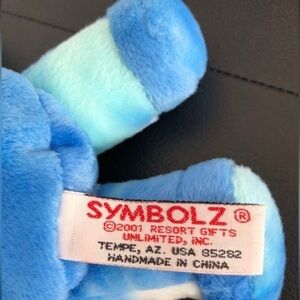 SYMBOLZ ®
©2001 RESORT GIFTS
UNLIMITED, INC.
TEMPE, AZ. USA 85282
HANDMADE IN CHINA